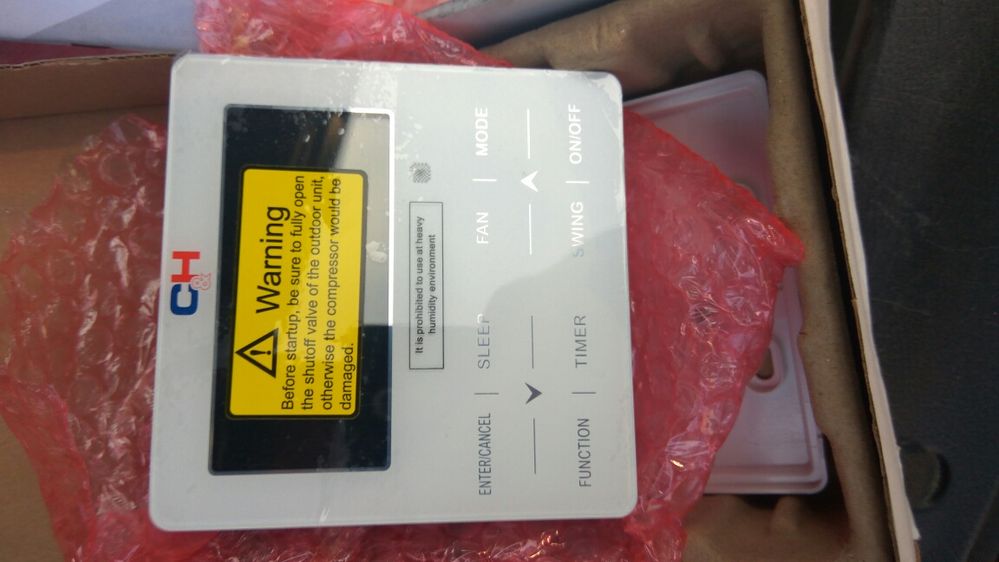 C&H
Warning
Before startup, be sure to fully open
the shutoff valve of the outdoor unit,
otherwise the compressor would be
damaged.
It is prohibited to use at heavy
humidity environment
ENTER/CANCEL | SLEEP FAN | MODE
FUNCTION | TIMER SWING | ON/OFF